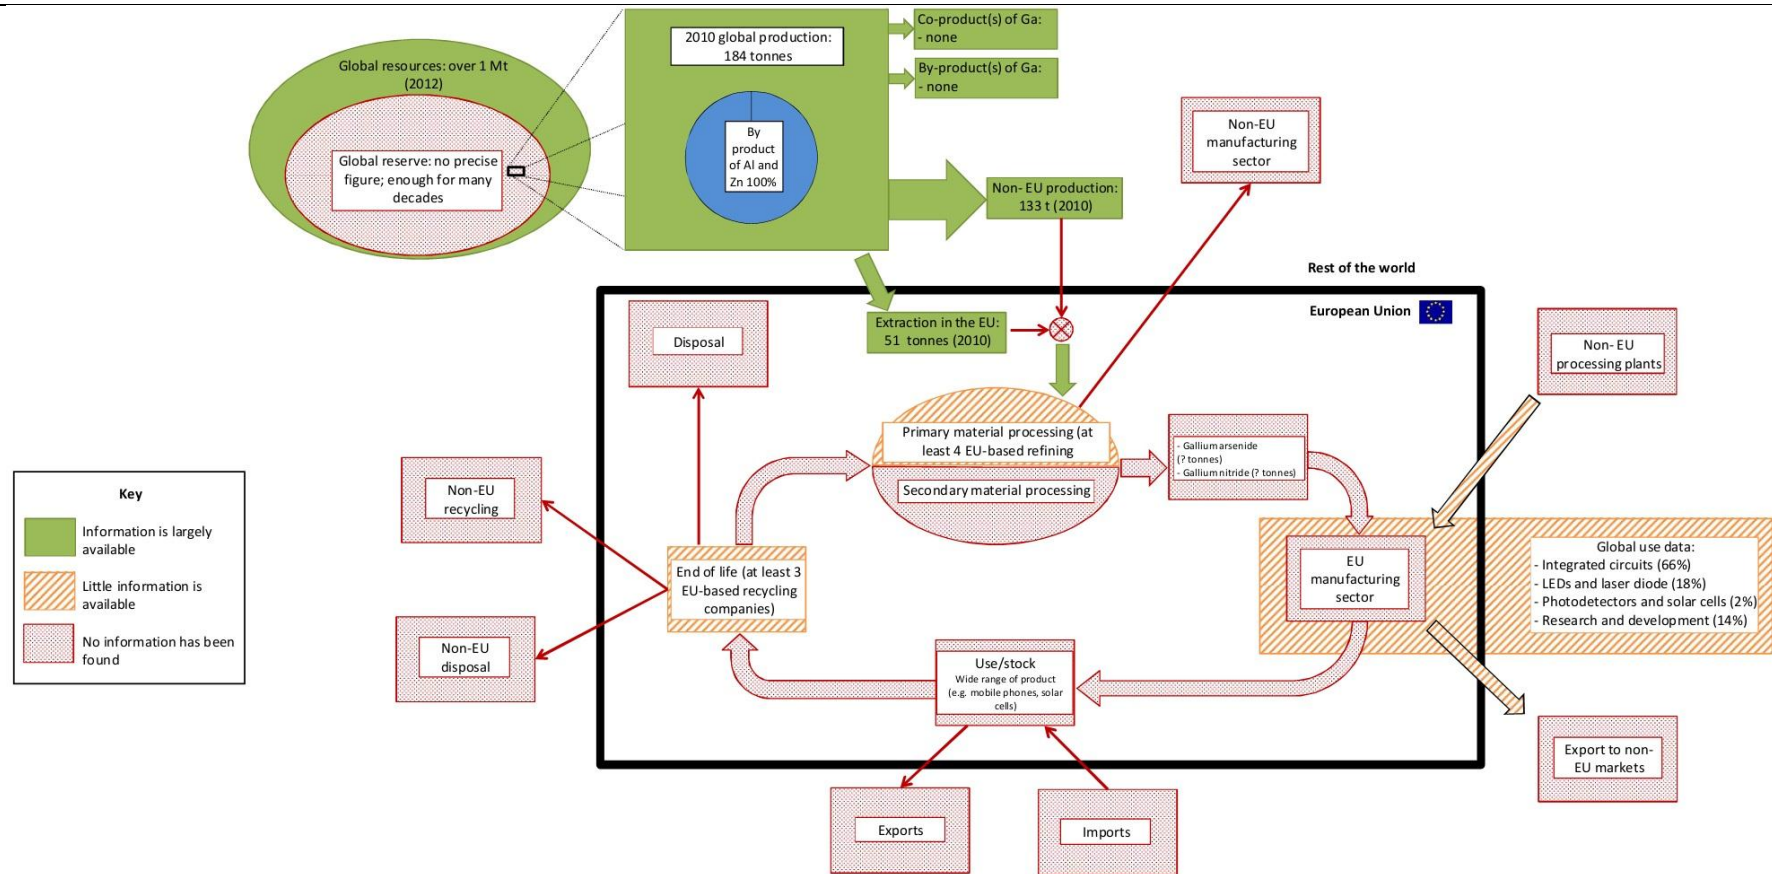 Global resources: over 1 Mt
(2012)
Global reserve: no precise
figure; enough for many
decades
2010 global production:
184 tonnes
By
product
of Al and
Zn 100%
Co-product(s) of Ga:
- none
By-product(s) of Ga:
- none
Non- EU production:
133 t (2010)
Non-EU
manufacturing
sector
Rest of the world
European Union
Extraction in the EU:
51 tonnes (2010)
Disposal
Non- EU
processing plants
Primary material processing (at
least 4 EU-based refining
Secondary material processing
- Gallium arsenide
(? tonnes)
- Gallium nitride (? tonnes)
Key
Information is largely
available
Little information is
available
No information has been
found
Non-EU
recycling
Non-EU
disposal
End of life (at least 3
EU-based recycling
companies)
EU
manufacturing
sector
Global use data:
- Integrated circuits (66%)
- LEDs and laser diode (18%)
- Photodetectors and solar cells (2%)
- Research and development (14%)
Use/stock
Wide range of product
(e.g. mobile phones, solar
cells)
Export to non-
EU markets
Exports
Imports